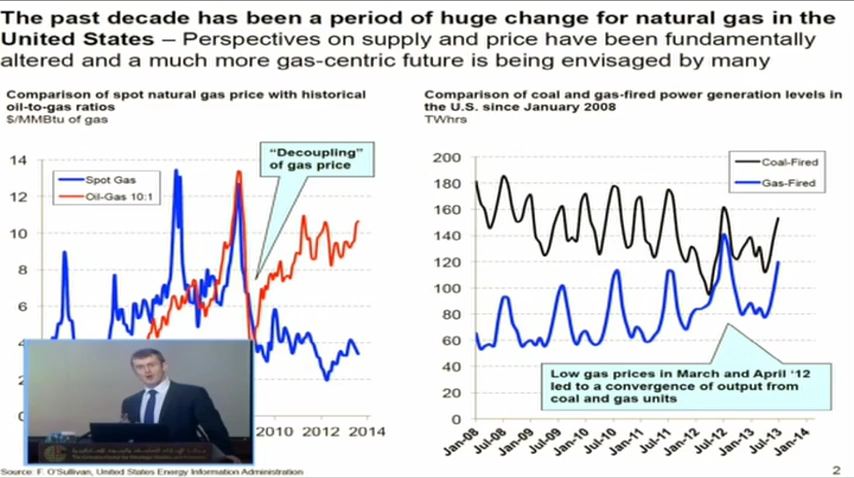 The past decade has been a period of huge change for natural gas in the
United States – Perspectives on supply and price have been fundamentally
altered and a much more gas-centric future is being envisaged by many
Comparison of spot natural gas price with historical
oil-to-gas ratios
$/MMBtu of gas
14
12
10
8
6
4
2
0
Spot Gas
Oil-Gas 10:1
"Decoupling"
of gas price
2010 2012 2014
Comparison of coal and gas-fired power generation levels in
the U.S. since January 2008
TWhrs
200
180
160
140
120
100
80
60
40
20
0
Coal-Fired
Gas-Fired
Low gas prices in March and April '12
led to a convergence of output from
coal and gas units
Jan-08 Jul-08 Jan-09 Jul-09 Jan-10 Jul-10 Jan-11 Jul-11 Jan-12 Jul-12 Jan-13 Jul-13 Jan-14
Source: F. O'Sullivan, United States Energy Information Administration
2